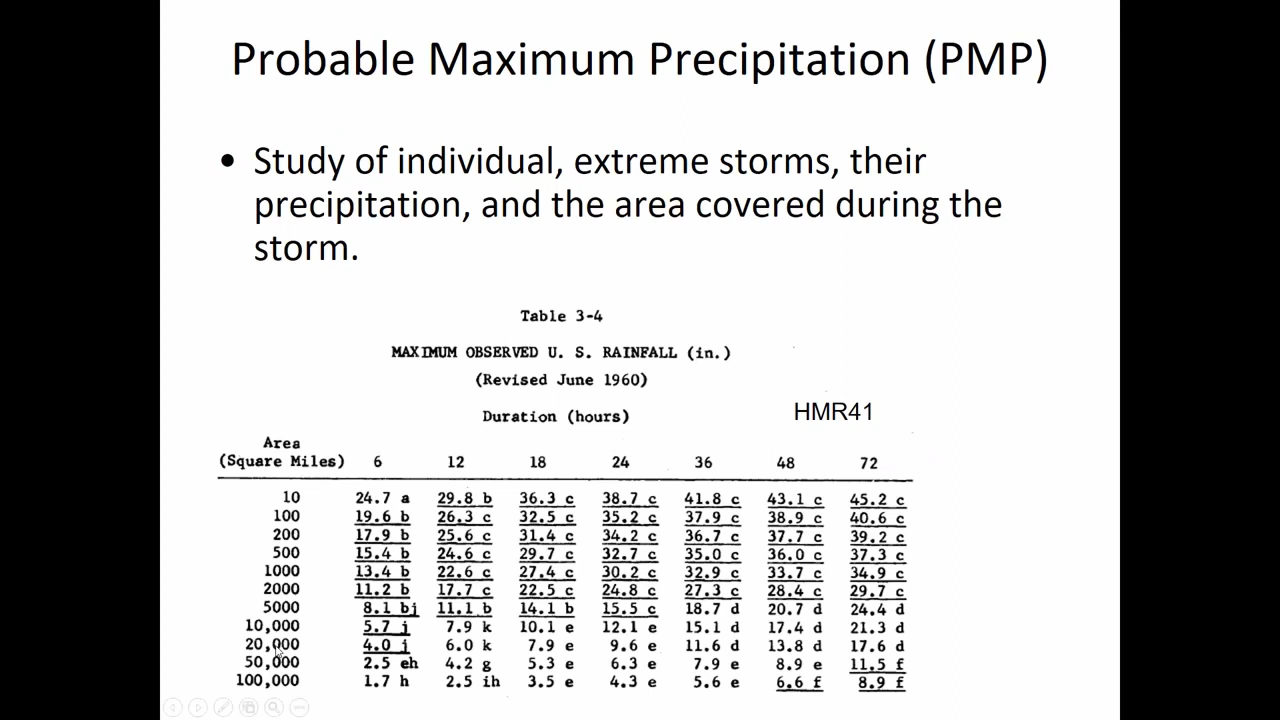 Probable Maximum Precipitation (PMP)
• Study of individual, extreme storms, their
precipitation, and the area covered during the
storm.
Table 3-4
MAXIMUM OBSERVED U. S. RAINFALL (in.)
(Revised June 1960)
Duration (hours)
HMR41
Area
(Square Miles) 6 12 18 24 36 48 72
10 24.7 a 29.8 b 36.3 c 38.7 c 41.8 c 43.1 c 45.2 c
100 19.6 b 26.3 c 32.5 c 35.2 c 37.9 c 38.9 c 40.6 c
200 17.9 b 25.6 c 31.4 c 34.2 c 36.7 c 37.7 c 39.2 c
500 15.4 b 24.6 c 29.7 c 32.7 c 35.0 c 36.0 c 37.3 c
1000 13.4 b 22.6 c 27.4 c 30.2 c 32.9 c 33.7 c 34.9 c
2000 11.2 b 17.7 c 22.5 c 24.8 c 27.3 c 28.4 c 29.7 c
5000 8.1 bj 11.1 b 14.1 b 15.5 c 18.7 d 20.7 d 24.4 d
10,000 5.7 j 7.9 k 10.1 e 12.1 e 15.1 d 17.4 d 21.3 d
20,000 4.0 j 6.0 k 7.9 e 9.6 e 11.6 d 13.8 d 17.6 d
50,000 2.5 eh 4.2 g 5.3 e 6.3 e 7.9 e 8.9 e 11.5 f
100,000 1.7 h 2.5 ih 3.5 e 4.3 e 5.6 e 6.6 f 8.9 f